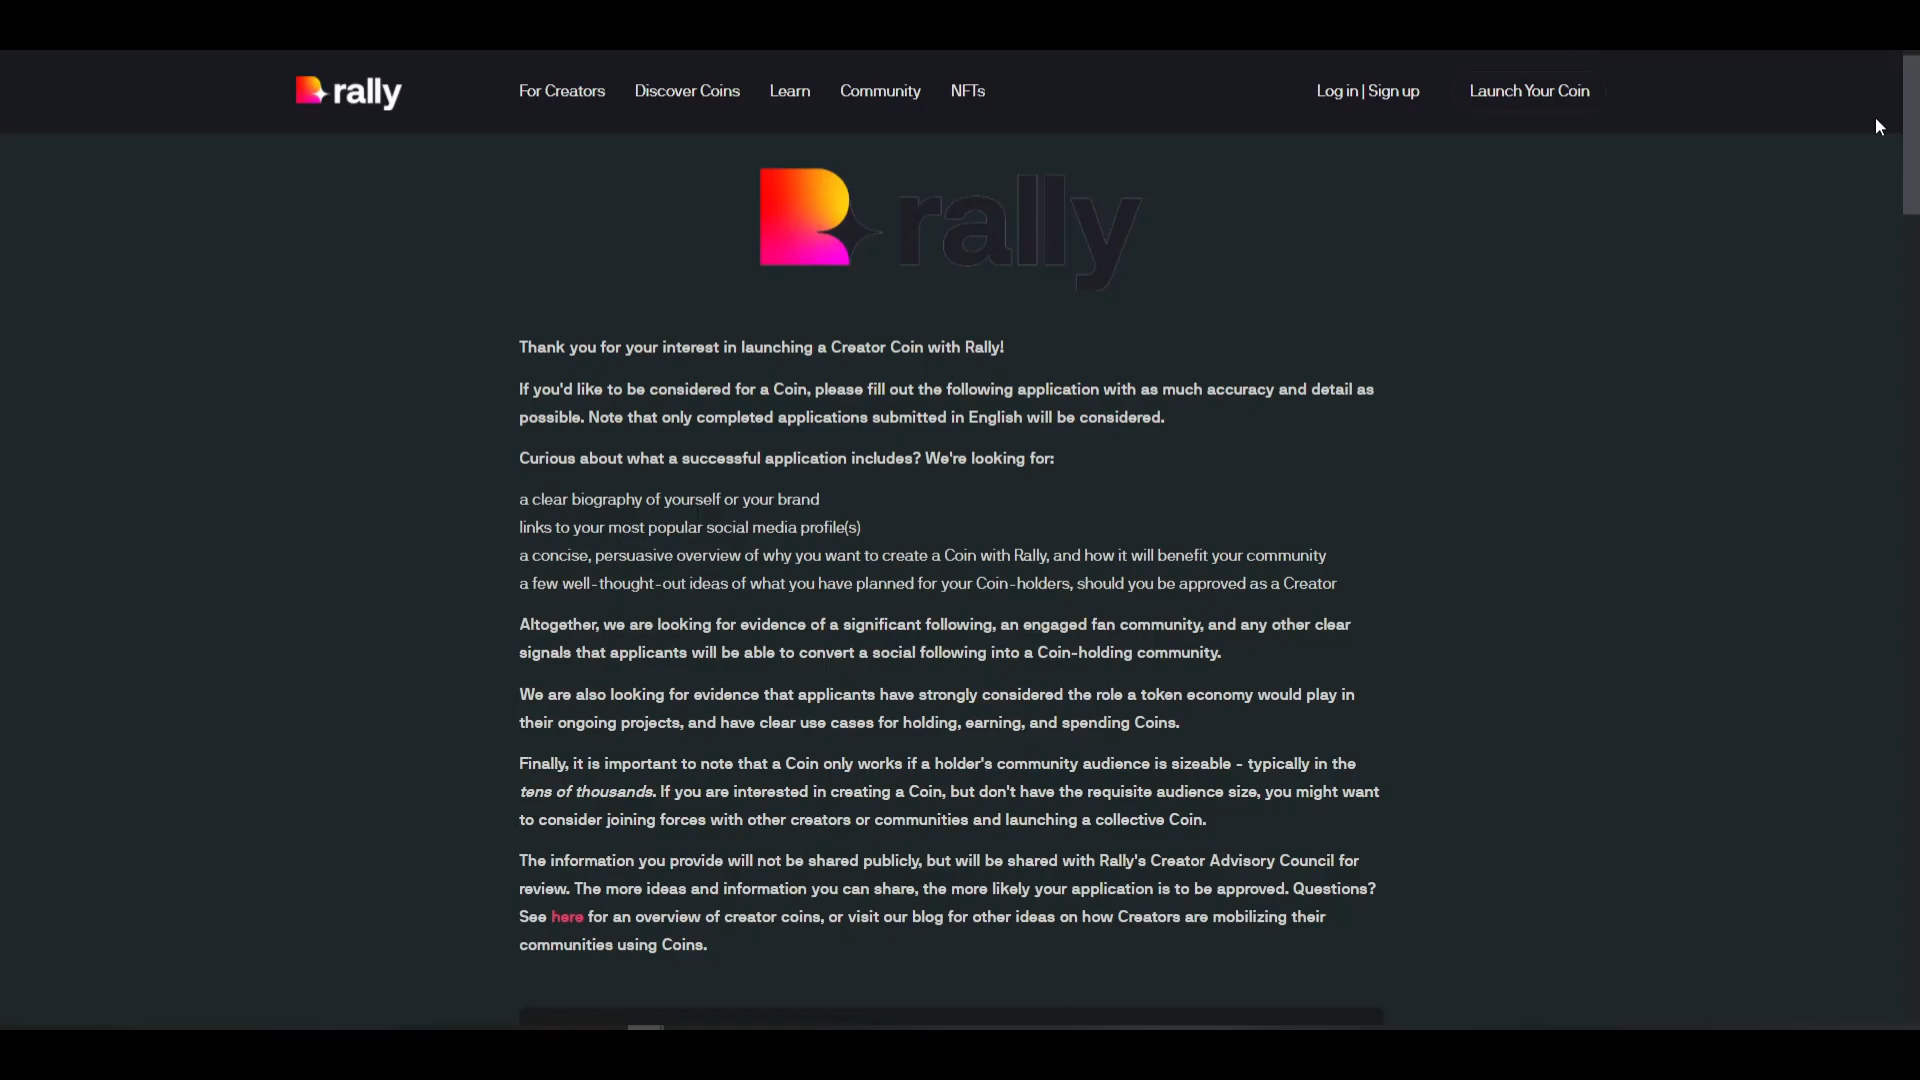 rally
For Creators
Discover Coins
Learn
Community
NFTs
Log in | Sign up
Launch Your Coin
rally
Thank you for your interest in launching a Creator Coin with Rally!
If you'd like to be considered for a Coin, please fill out the following application with as much accuracy and detail as
possible. Note that only completed applications submitted in English will be considered.
Curious about what a successful application includes? We're looking for:
a clear biography of yourself or your brand
links to your most popular social media profile(s)
a concise, persuasive overview of why you want to create a Coin with Rally, and how it will benefit your community
a few well-thought-out ideas of what you have planned for your Coin-holders, should you be approved as a Creator
Altogether, we are looking for evidence of a significant following, an engaged fan community, and any other clear
signals that applicants will be able to convert a social following into a Coin-holding community.
We are also looking for evidence that applicants have strongly considered the role a token economy would play in
their ongoing projects, and have clear use cases for holding, earning, and spending Coins.
Finally, it is important to note that a Coin only works if a holder's community audience is sizeable - typically in the
tens of thousands. If you are interested in creating a Coin, but don't have the requisite audience size, you might want
to consider joining forces with other creators or communities and launching a collective Coin.
The information you provide will not be shared publicly, but will be shared with Rally's Creator Advisory Council for
review. The more ideas and information you can share, the more likely your application is to be approved. Questions?
See here for an overview of creator coins, or visit our blog for other ideas on how Creators are mobilizing their
communities using Coins.